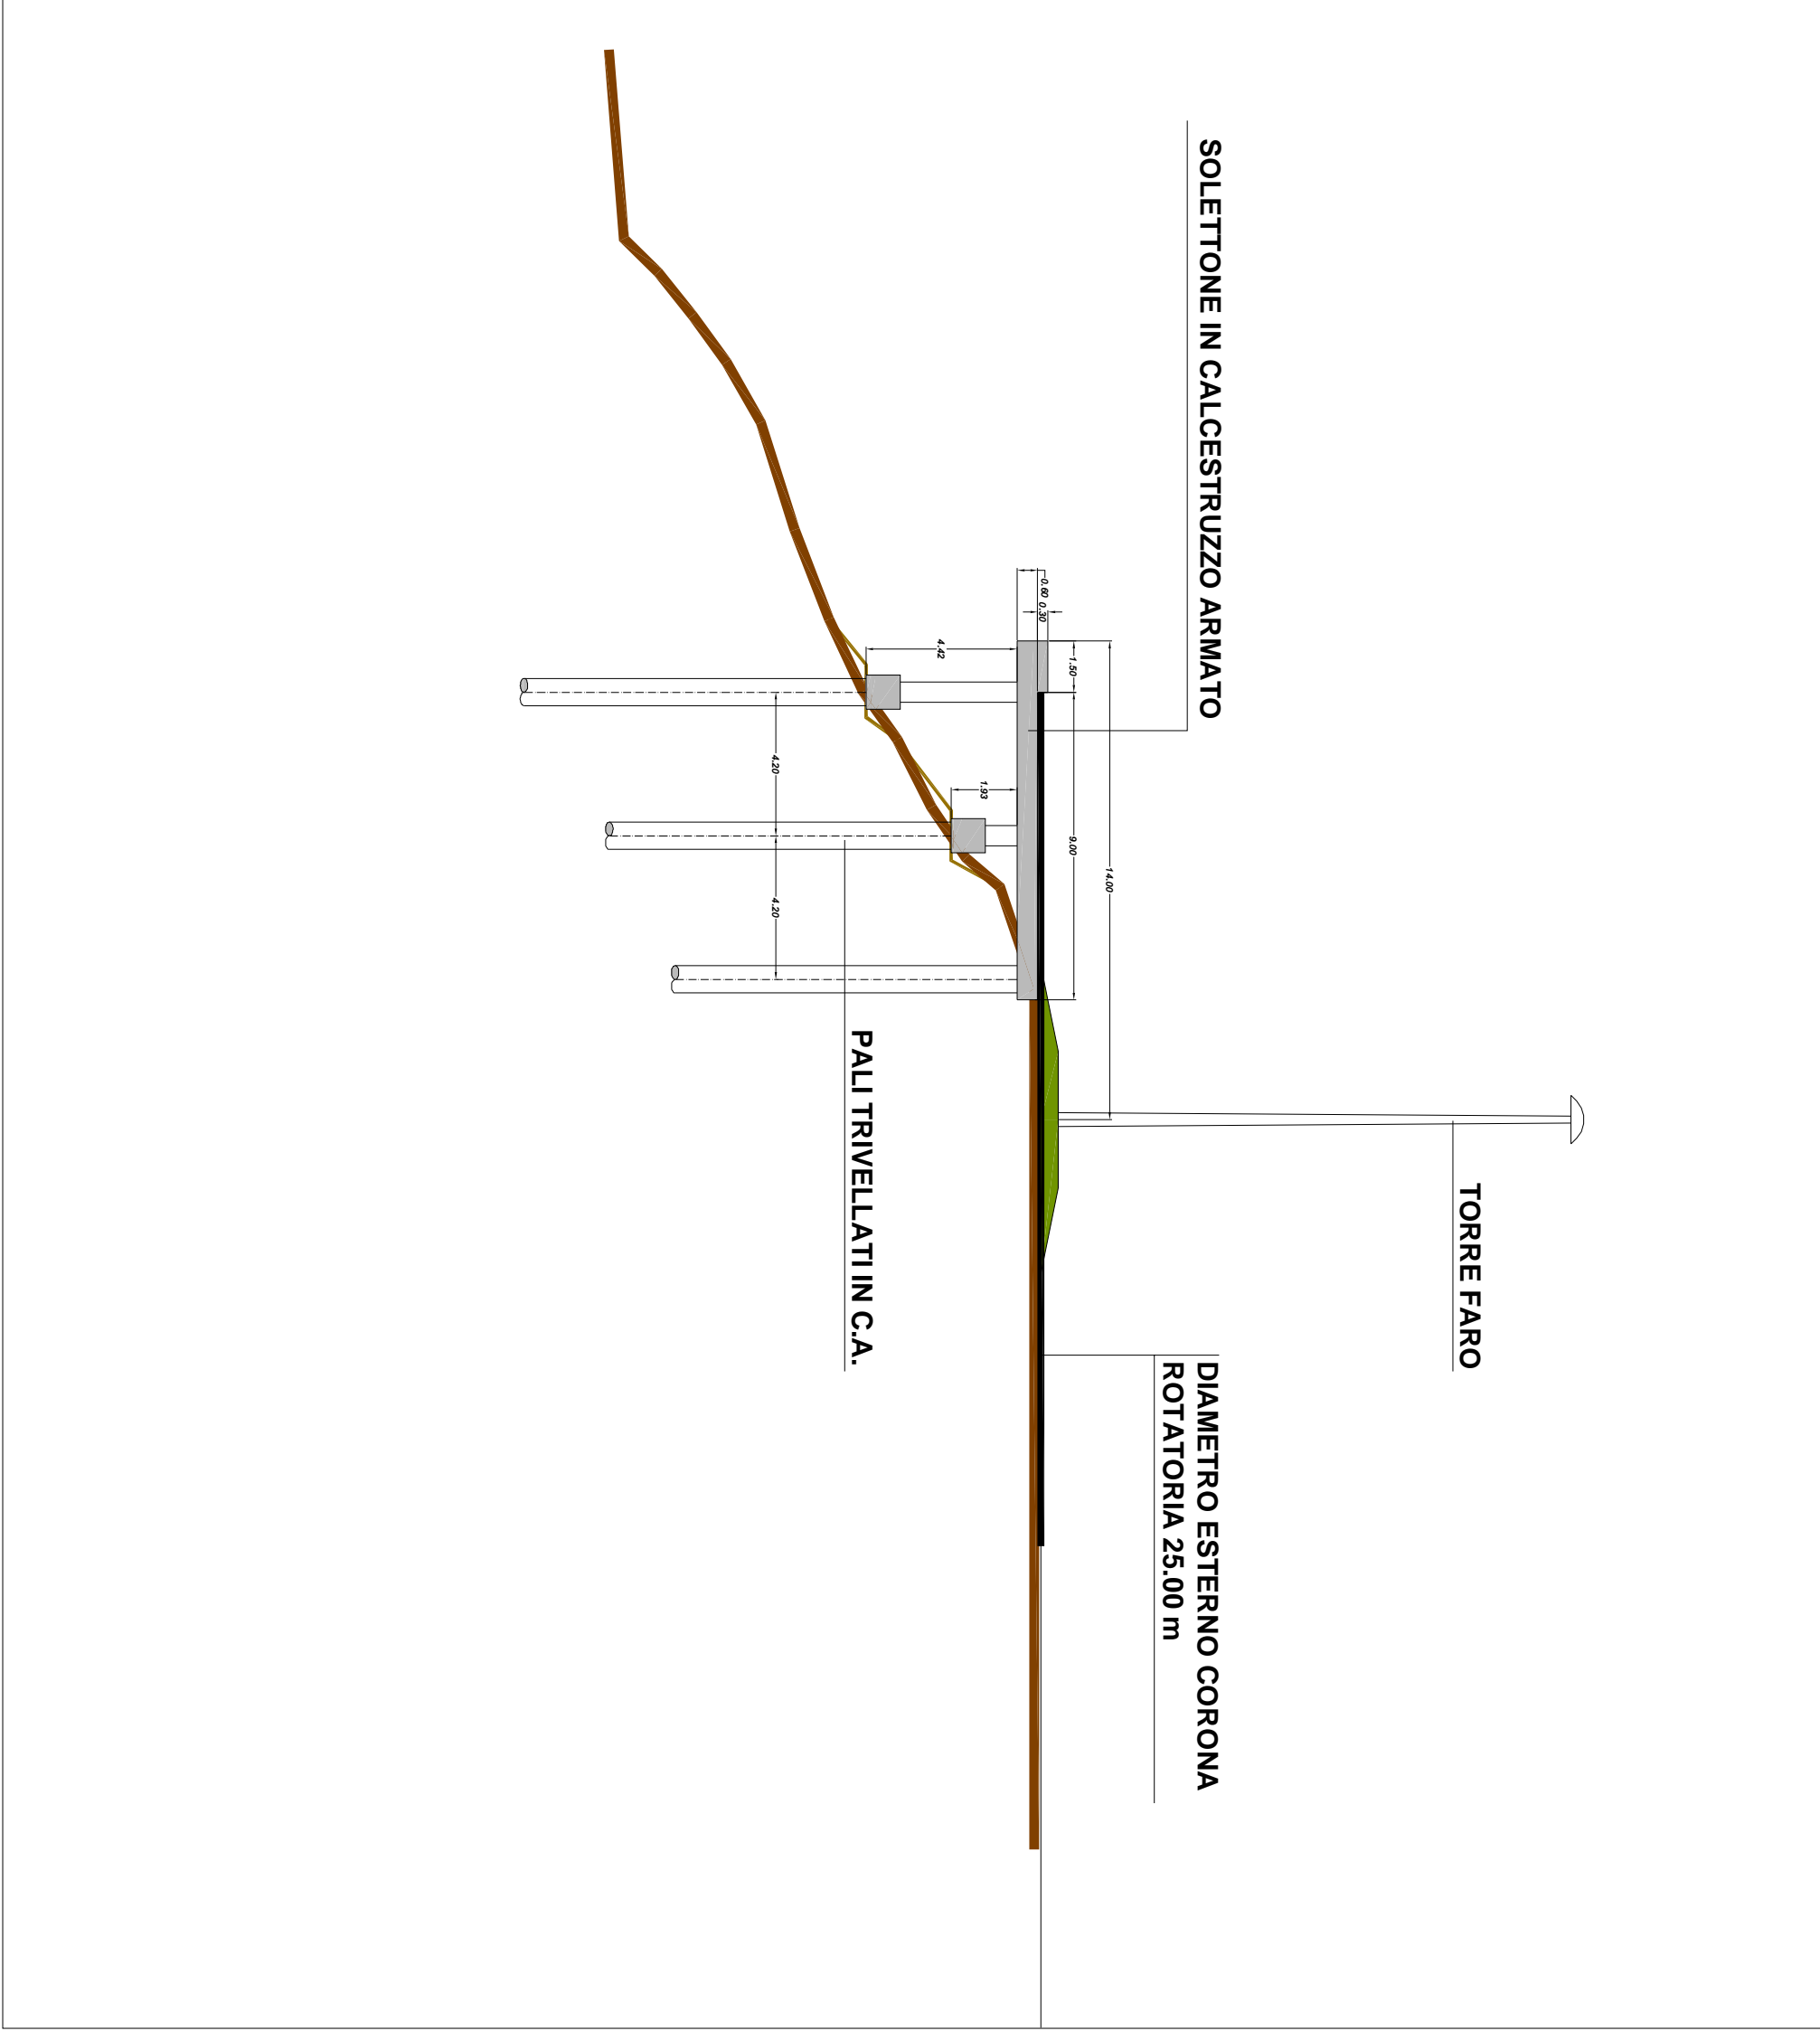 TORRE FARO
SOLETTONE IN CALCESTRUZZO ARMATO
DIAMETRO ESTERNO CORONA
ROTATORIA 25.00 m
14.00
1.50
9.00
0.60
0.30
1.93
4.42
PALI TRIVELLATI IN C.A.
4.20
4.20